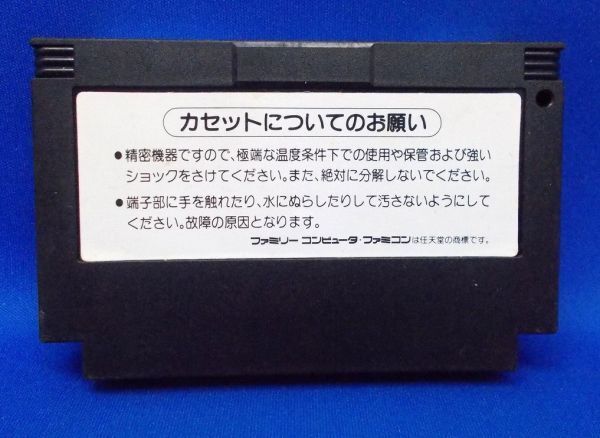 カセットについてのお願い
●精密機器ですので、極端な温度条件下での使用や保管および強い
ショックをさけてください。また、絶対に分解しないでください。
●端子部に手を触れたり、水にぬらしたりして汚さないようにして
ください。故障の原因となります。
ファミリー コンピュータ・ファミコンは任天堂の商標です。